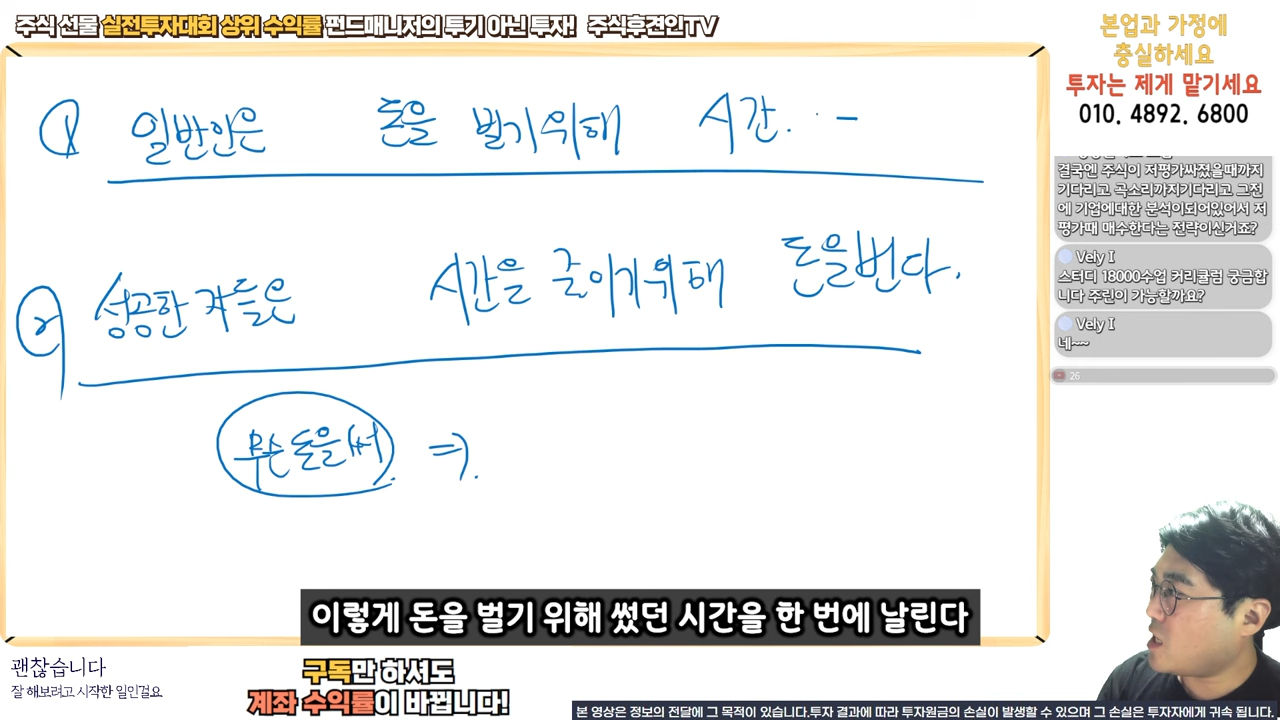 주식 선물 실전투자대회 상위 수익률 펀드매니저의 투기 아닌 투자! 주식후견인TV
본업과 가정에
충실하세요
투자는 제게 맡기세요
010. 4892. 6800
① 일반인은 돈을 벌기위해 시간. . -
② 성공한 자들은 시간을 줄이기위해 돈을번다.
무슨 돈을 써. ⇒.
결국엔 주식이 저평가싸졌을때까지
기다리고 곡소리까지기다리고 그전
에 기업에대한 분석이되어있어서 저
평가때 매수한다는 전략이신거죠?
Vely I
스터디 18000수업 커리큘럼 궁금합
니다 주권이 가능한까요?
Vely I
네~~
26
이렇게 돈을 벌기 위해 썼던 시간을 한 번에 날린다
괜찮습니다
잘 해보려고 시작한 일인걸요
구독만 하셔도
계좌 수익률이 바뀝니다!
본 영상은 정보의 전달에 그 목적이 있습니다.투자 결과에 따라 투자원금의 손실이 발생할 수 있으며 그 손실은 투자자에게 귀속 됩니다.